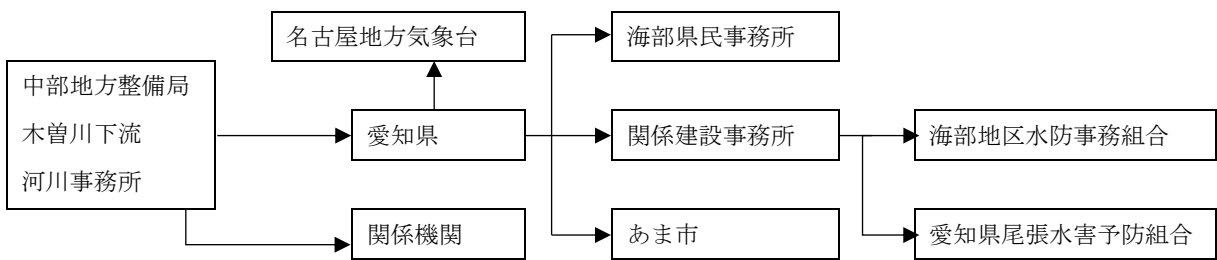 名古屋地方気象台
海部県民事務所
中部地方整備局
木曽川下流
河川事務所
愛知県
関係建設事務所
海部地区水防事務組合
関係機関
あま市
愛知県尾張水害予防組合